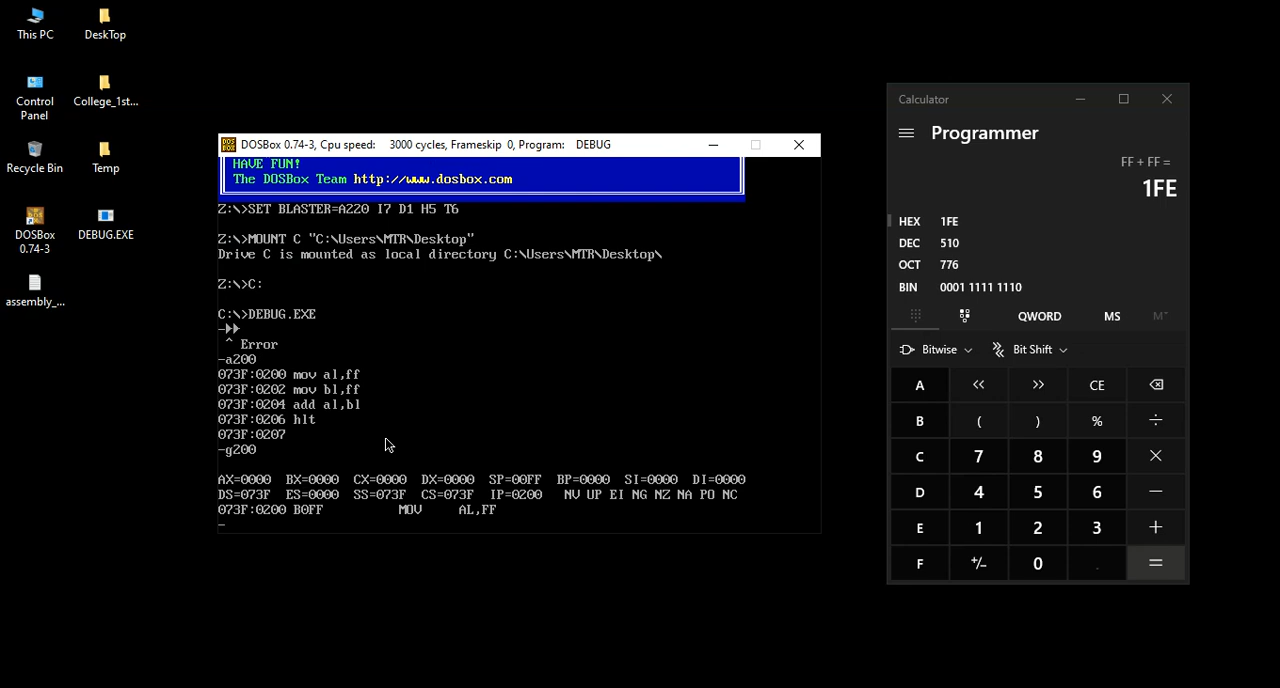 This PC
DeskTop
Control
Panel
College_1st...
Recycle Bin
Temp
DOSBox
0.74-3
DEBUG.EXE
assembly_...
DOSBox 0.74-3, Cpu speed: 3000 cycles, Frameskip 0, Program: DEBUG
HAVE FUN!
The DOSBox Team http://www.dosbox.com
Z:\>SET BLASTER=A220 I7 D1 H5 T6
Z:\>MOUNT C "C:\Users\MTR\Desktop"
Drive C is mounted as local directory C:\Users\MTR\Desktop\
Z:\>C:
C:\>DEBUG.EXE
-►►
^ Error
-a200
073F:0200 mov al,ff
073F:0202 mov bl,ff
073F:0204 add al,bl
073F:0206 hlt
073F:0207
-g200
AX=0000 BX=0000 CX=0000 DX=0000 SP=00FF BP=0000 SI=0000 DI=0000
DS=073F ES=0000 SS=073F CS=073F IP=0200 NV UP EI NG NZ NA PO NC
073F:0200 B0FF MOV AL,FF
-
Calculator
Programmer
FF + FF =
1FE
HEX 1FE
DEC 510
OCT 776
BIN 0001 1111 1110
QWORD MS M˅
Bitwise Bit Shift
A << >> CE
B ( ) % ÷
C 7 8 9 ×
D 4 5 6 −
E 1 2 3 +
F +/- 0 . =